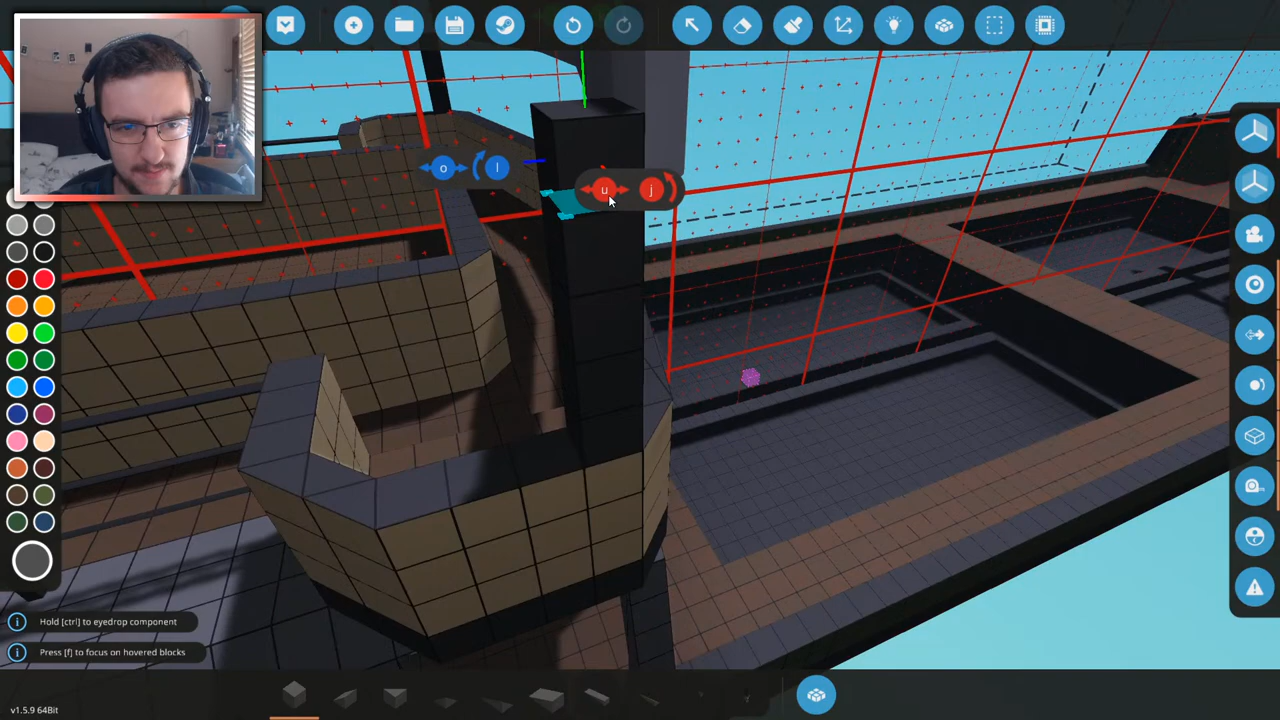 o l
u j
Hold [ctrl] to eyedrop component
Press [f] to focus on hovered blocks
v1.5.9 64Bit